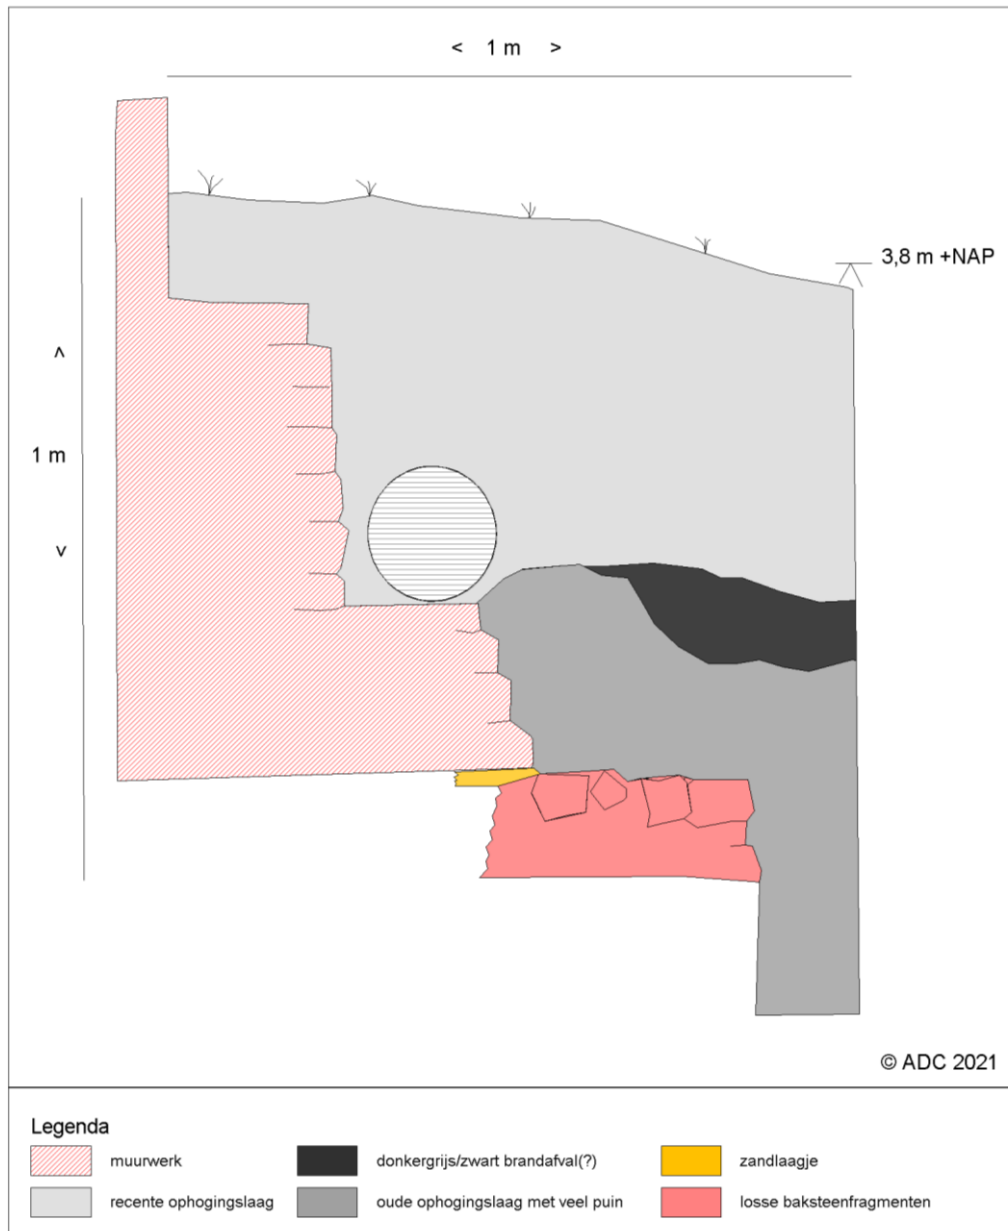 < 1 m >
3,8 m +NAP
^
1 m
v
© ADC 2021
Legenda
muurwerk
donkergrijs/zwart brandafval(?)
zandlaagje
recente ophogingslaag
oude ophogingslaag met veel puin
losse baksteenfragmenten